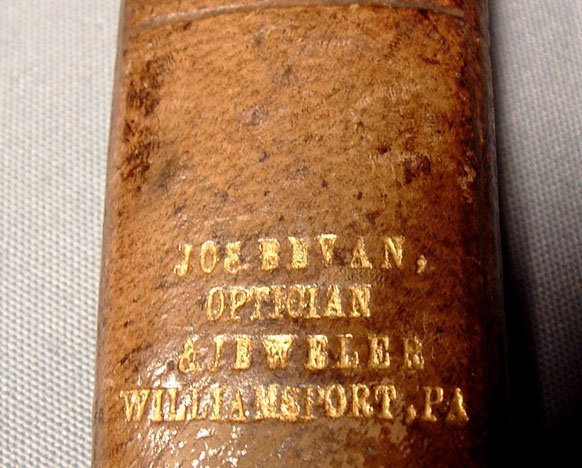 JOS. BEVAN,
OPTICIAN
& JEWELER
WILLIAMSPORT, PA